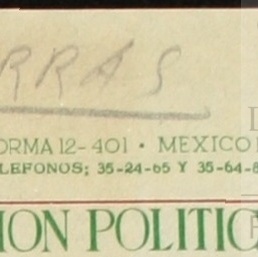 RRAS
ORMA 12-401 • MEXICO
LEFONOS; 35-24-65 Y 35-64-8
ION POLITIC